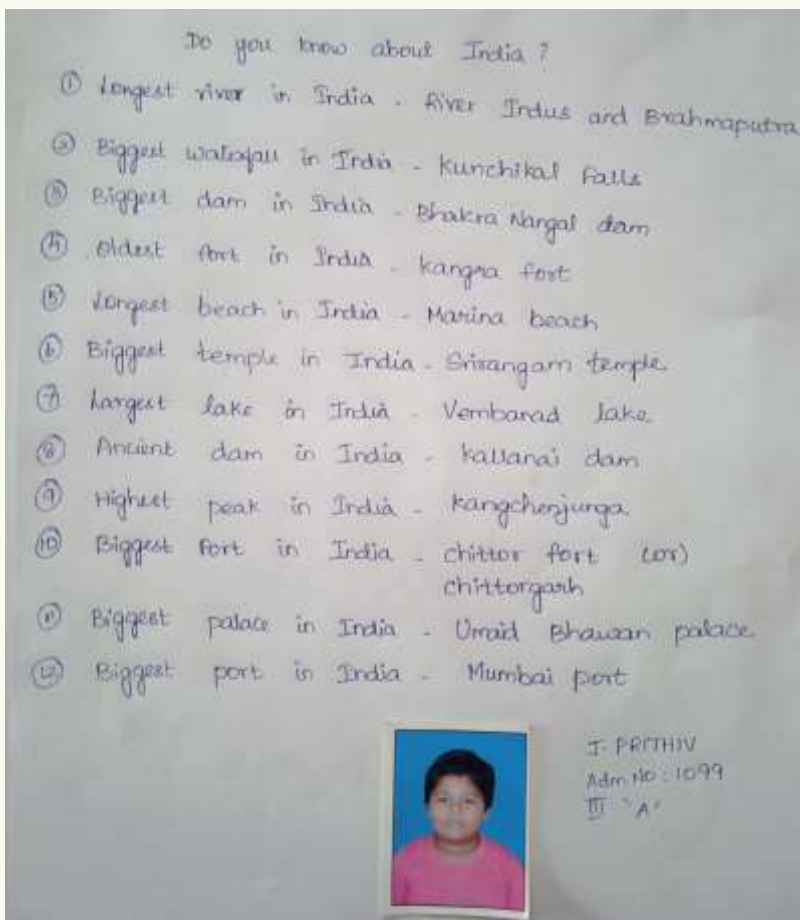 Do you know about India ?
① Longest river in India - River Indus and Brahmaputra
② Biggest waterfall in India - Kunchikal Falls
③ Biggest dam in India - Bhakra Nangal dam
④ Oldest fort in India - kangra fort
⑤ Longest beach in India - Marina beach
⑥ Biggest temple in India - Srirangam temple
⑦ Largest lake in India - Vembanad lake
⑧ Ancient dam in India - kallanai dam
⑨ Highest peak in India - kangchenjunga
⑩ Biggest Fort in India - chittor fort (or)
chittorgarh
⑪ Biggest palace in India - Umaid Bhawan palace
⑫ Biggest port in India - Mumbai port
J. PRITHIV
Adm No : 1099
III "A"